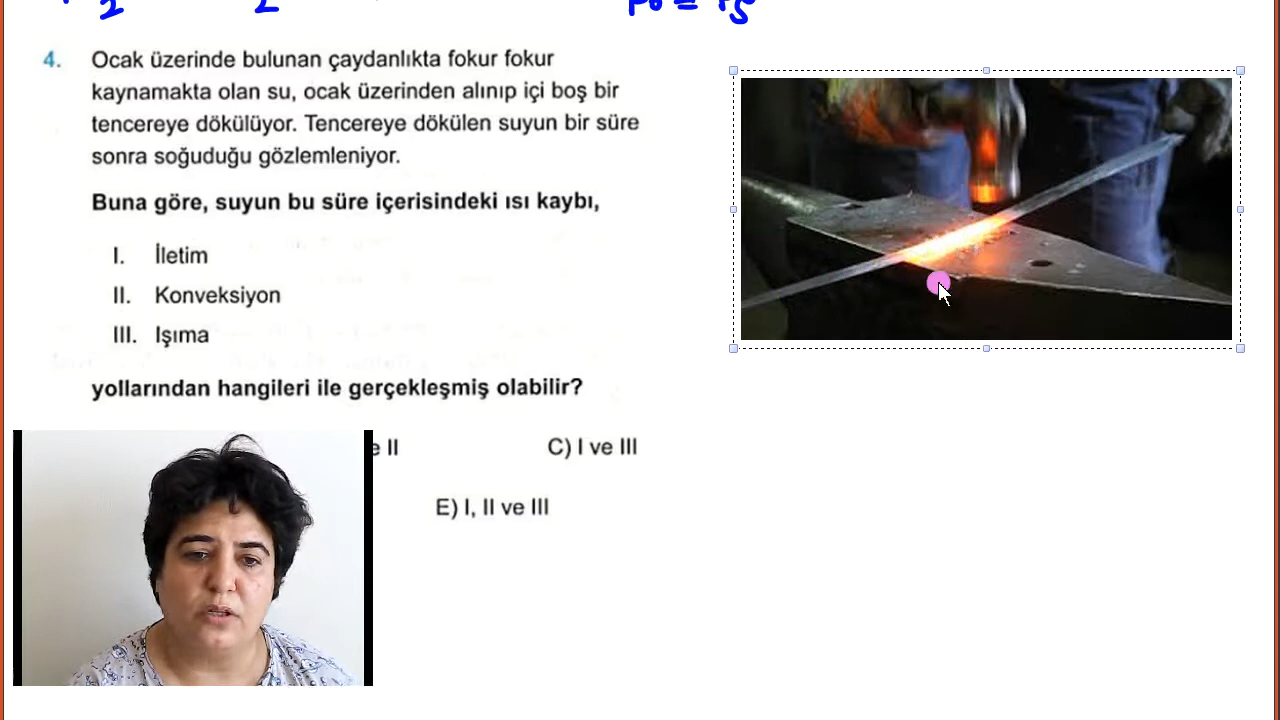 4. Ocak üzerinde bulunan çaydanlıkta fokur fokur
kaynamakta olan su, ocak üzerinden alınıp içi boş bir
tencereye dökülüyor. Tencereye dökülen suyun bir süre
sonra soğuduğu gözlemleniyor.
Buna göre, suyun bu süre içerisindeki ısı kaybı,
I. İletim
II. Konveksiyon
III. Işıma
yollarından hangileri ile gerçekleşmiş olabilir?
II C) I ve III
E) I, II ve III